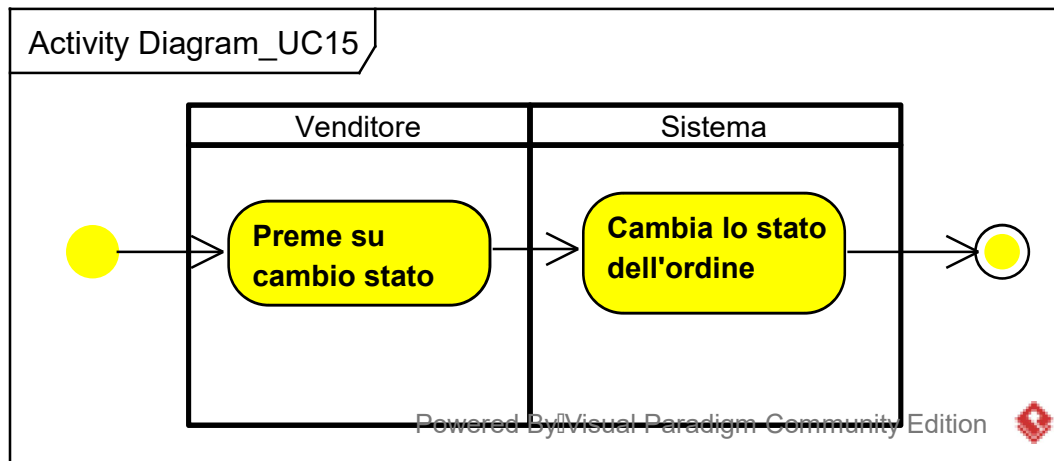 Activity Diagram_UC15
Venditore
Sistema
Preme su
cambio stato
Cambia lo stato
dell'ordine
Powered By Visual Paradigm Community Edition